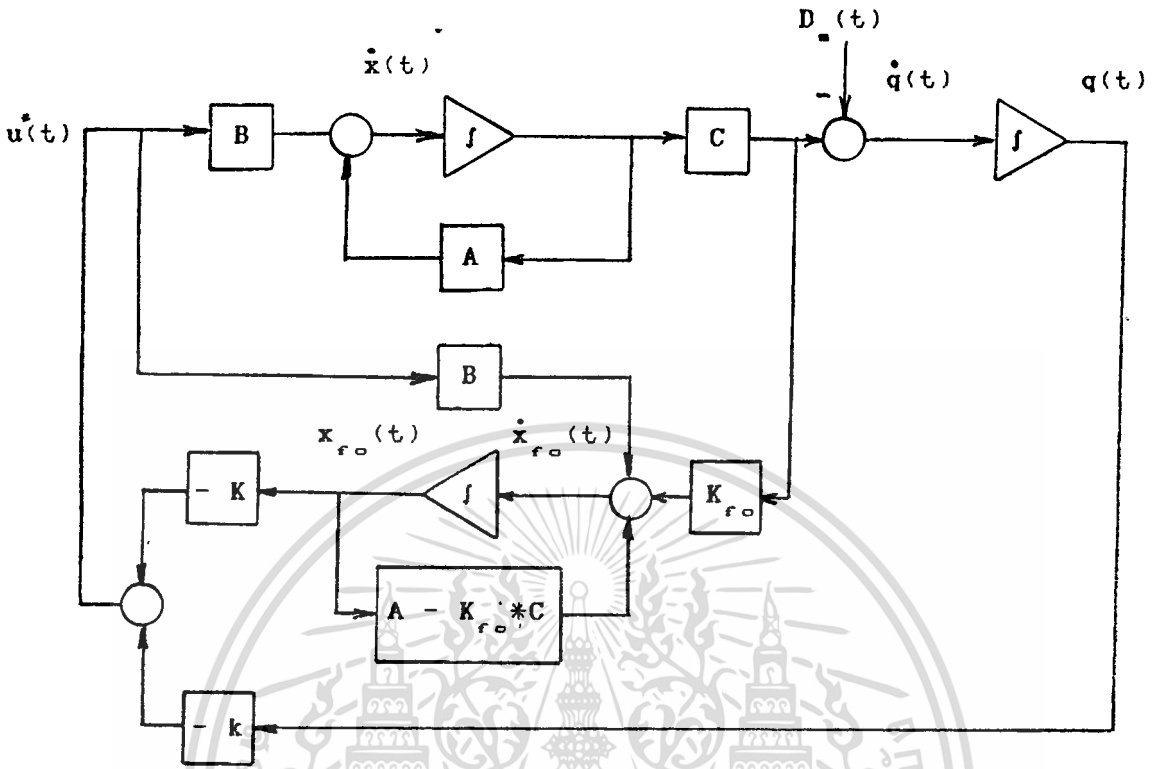 D_m(t)
ẋ(t)
q̇(t)
q(t)
u*(t)
B
∫
C
-
∫
A
B
x_fo(t)
ẋ_fo(t)
- K
∫
K_fo
A - K_fo*C
- k